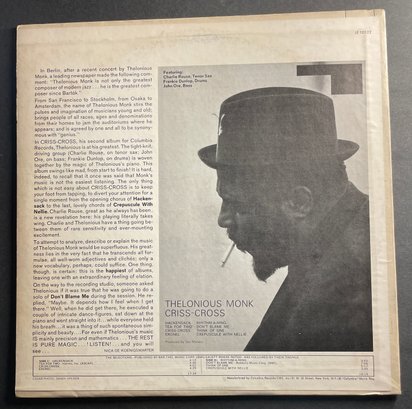 In Berlin, after a recent concert by Thelonious
Monk, a leading newspaper made the following com-
ment: "Thelonious Monk is not only the greatest
composer of modern jazz ... he is the greatest com-
poser since Bartók."
From San Francisco to Stockholm, from Osaka to
Amsterdam, the name of Thelonious Monk stirs the
pulses and imagination of musicians young and old;
brings people of all races, ages and denominations
from their homes to jam the auditoriums where he
appears; and is agreed by one and all to be synony-
mous with "genius."
In CRISS-CROSS, his second album for Columbia
Records, Thelonious is at his greatest. The tight-knit,
driving group (Charlie Rouse, on tenor sax; John
Ore, on bass; Frankie Dunlop, on drums) is woven
together by the magic of Thelonious's piano. This
album swings like mad, from start to finish! It is hard,
indeed, to recall that it once was said that Monk's
music is not the easiest listening. The only thing
which is not easy about CRISS-CROSS is to keep
your foot from tapping, to divert your attention for a
single moment from the opening chorus of Hacken-
sack to the last, lovely chords of Crepuscule With
Nellie. Charlie Rouse, great as he always has been,
is a new revelation here; his playing literally takes
wing. Charlie and Thelonious have a thing going be-
tween them of rare sensitivity and ever-mounting
excitement.
To attempt to analyze, describe or explain the music
of Thelonious Monk would be superfluous. His great-
ness lies in the very fact that he transcends all for-
mulae, all well-worn adjectives and clichés; only a
new vocabulary, perhaps, could suffice. One thing,
though, is certain: this is the happiest of albums,
leaving one with an extraordinary feeling of elation.
On the way to the recording studio, someone asked
Thelonious if it was true that he was going to do a
solo of Don't Blame Me during the session. He re-
plied, "Maybe. It depends how I feel when I get
there." Well, when he did get there, he executed a
couple of intricate dance-figures, sat down at the
piano and went straight into it ... while everyone held
his breath ... it was a thing of such spontaneous sim-
plicity and beauty ... For even if Thelonious's MUSIC
is mainly precision and mathematics ... THE REST
IS PURE MAGIC ... ! LISTEN! ... and you will
see ...
NICA DE KOENIGSWARTER
Featuring:
Charlie Rouse, Tenor Sax
Frankie Dunlop, Drums
John Ore, Bass
THELONIOUS MONK
CRISS-CROSS
HACKENSACK
TEA FOR TWO
CRISS-CROSS
ERONEL
RHYTHM-A-NING
DON'T BLAME ME
THINK OF ONE
CREPUSCULE WITH NELLIE